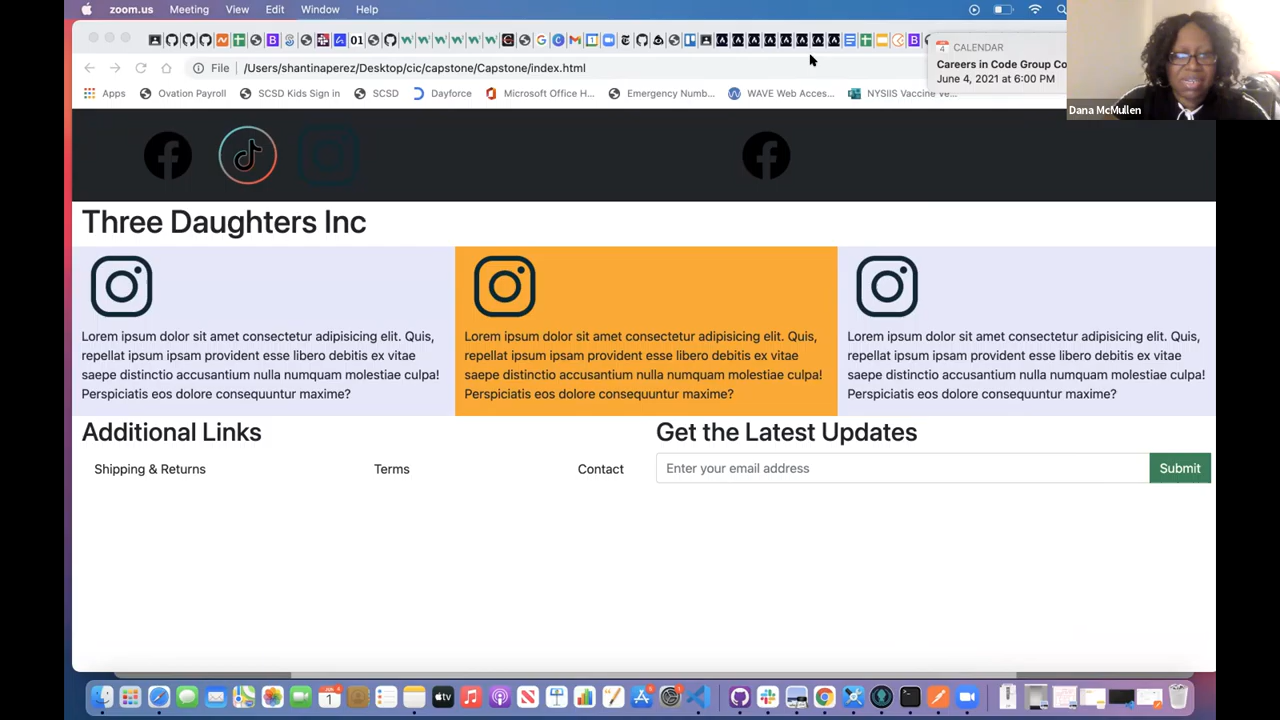 zoom.us Meeting View Edit Window Help
01
CALENDAR
Careers in Code Group Co
June 4, 2021 at 6:00 PM
Dana McMullen
File /Users/shantinaperez/Desktop/cic/capstone/Capstone/index.html
Apps Ovation Payroll SCSD Kids Sign in SCSD Dayforce Microsoft Office H... Emergency Numb... WAVE Web Acces... NYSIIS Vaccine Ve...
Three Daughters Inc
Lorem ipsum dolor sit amet consectetur adipisicing elit. Quis,
repellat ipsum ipsam provident esse libero debitis ex vitae
saepe distinctio accusantium nulla numquam molestiae culpa!
Perspiciatis eos dolore consequuntur maxime?
Lorem ipsum dolor sit amet consectetur adipisicing elit. Quis,
repellat ipsum ipsam provident esse libero debitis ex vitae
saepe distinctio accusantium nulla numquam molestiae culpa!
Perspiciatis eos dolore consequuntur maxime?
Lorem ipsum dolor sit amet consectetur adipisicing elit. Quis,
repellat ipsum ipsam provident esse libero debitis ex vitae
saepe distinctio accusantium nulla numquam molestiae culpa!
Perspiciatis eos dolore consequuntur maxime?
Additional Links
Shipping & Returns Terms Contact
Get the Latest Updates
Enter your email address Submit
tv